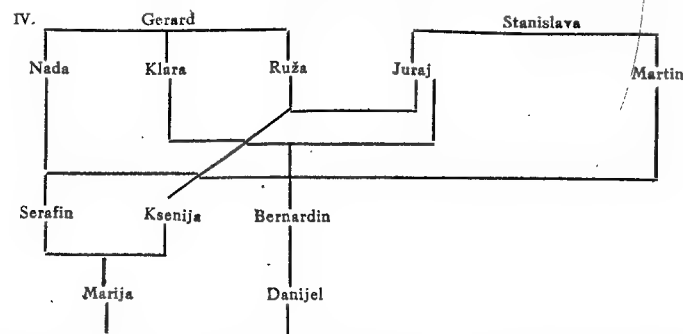 IV. Gerard Stanislava
Nada Klara Ruža Juraj Martin
Serafin Ksenija Bernardin
Marija Danijel